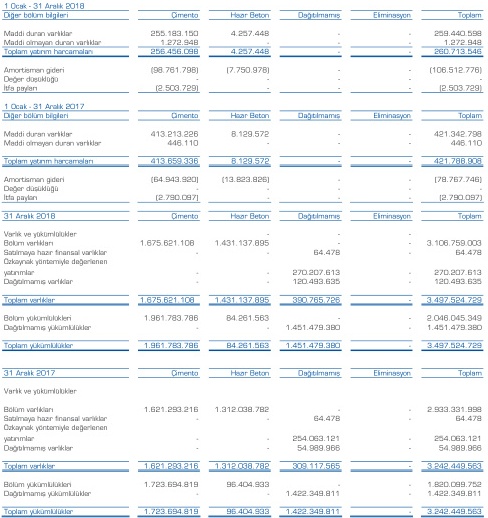 1 Ocak - 31 Aralık 2018
Diğer bölüm bilgileri Çimento Hazır Beton Dağıtılmamış Eliminasyon Toplam
Maddi duran varlıklar 255.183.150 4.257.448 - - 259.440.598
Maddi olmayan duran varlıklar 1.272.948 - - - 1.272.948
Toplam yatırım harcamaları 256.456.098 4.257.448 - - 260.713.546
Amortisman gideri (98.761.798) (7.750.978) - - (106.512.776)
Değer düşüklüğü - - - - -
İtfa payları (2.503.729) - - - (2.503.729)
1 Ocak - 31 Aralık 2017
Diğer bölüm bilgileri Çimento Hazır Beton Dağıtılmamış Eliminasyon Toplam
Maddi duran varlıklar 413.213.226 8.129.572 - - 421.342.798
Maddi olmayan duran varlıklar 446.110 - - 446.110
Toplam yatırım harcamaları 413.659.336 8.129.572 - - 421.788.908
Amortisman gideri (64.943.920) (13.823.826) - - (78.767.746)
Değer düşüklüğü - - - - -
İtfa payları (2.790.097) - - - (2.790.097)
31 Aralık 2018 Çimento Hazır Beton Dağıtılmamış Eliminasyon Toplam
Varlık ve yükümlülükler - - -
Bölüm varlıkları 1.675.621.108 1.431.137.895 - - 3.106.759.003
Satılmaya hazır finansal varlıklar - - 64.478 - 64.478
Özkaynak yöntemiyle değerlenen
yatırımlar - - 270.207.613 - 270.207.613
Dağıtılmamış varlıklar - - 120.493.635 - 120.493.635
Toplam varlıklar 1.675.621.108 1.431.137.895 390.765.726 - 3.497.524.729
Bölüm yükümlülükleri 1.961.783.786 84.261.563 - - 2.046.045.349
Dağıtılmamış yükümlülükler - - 1.451.479.380 - 1.451.479.380
Toplam yükümlülükler 1.961.783.786 84.261.563 1.451.479.380 - 3.497.524.729
31 Aralık 2017 Çimento Hazır Beton Dağıtılmamış Eliminasyon Toplam
Varlık ve yükümlülükler
Bölüm varlıkları 1.621.293.216 1.312.038.782 - - 2.933.331.998
Satılmaya hazır finansal varlıklar - - 64.478 - 64.478
Özkaynak yöntemiyle değerlenen
yatırımlar - - 254.063.121 - 254.063.121
Dağıtılmamış varlıklar - - 54.989.966 - 54.989.966
Toplam varlıklar 1.621.293.216 1.312.038.782 309.117.565 - 3.242.449.563
Bölüm yükümlülükleri 1.723.694.819 96.404.933 - - 1.820.099.752
Dağıtılmamış yükümlülükler - - 1.422.349.811 - 1.422.349.811
Toplam yükümlülükler 1.723.694.819 96.404.933 1.422.349.811 - 3.242.449.563